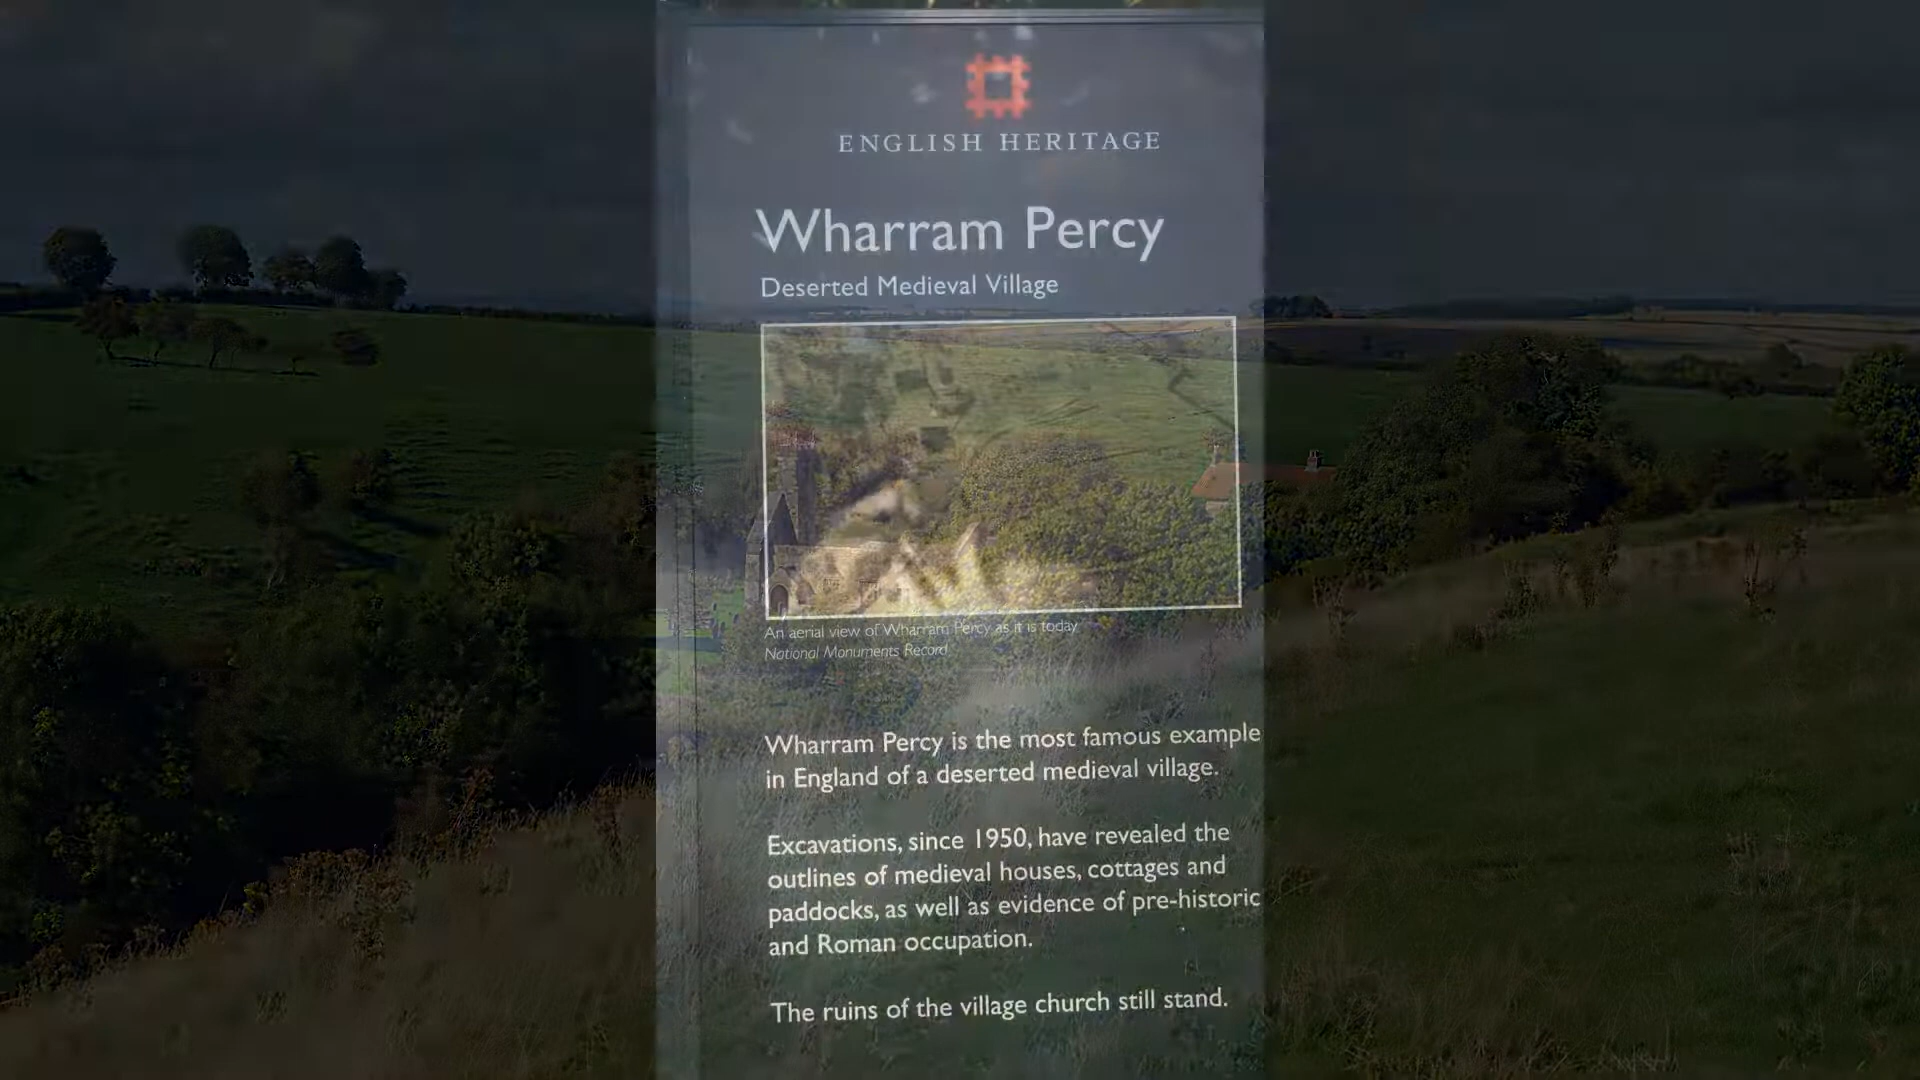 ENGLISH HERITAGE
Wharram Percy
Deserted Medieval Village
An aerial view of Wharram Percy as it is today
National Monuments Record
Wharram Percy is the most famous example
in England of a deserted medieval village.
Excavations, since 1950, have revealed the
outlines of medieval houses, cottages and
paddocks, as well as evidence of pre-historic
and Roman occupation.
The ruins of the village church still stand.